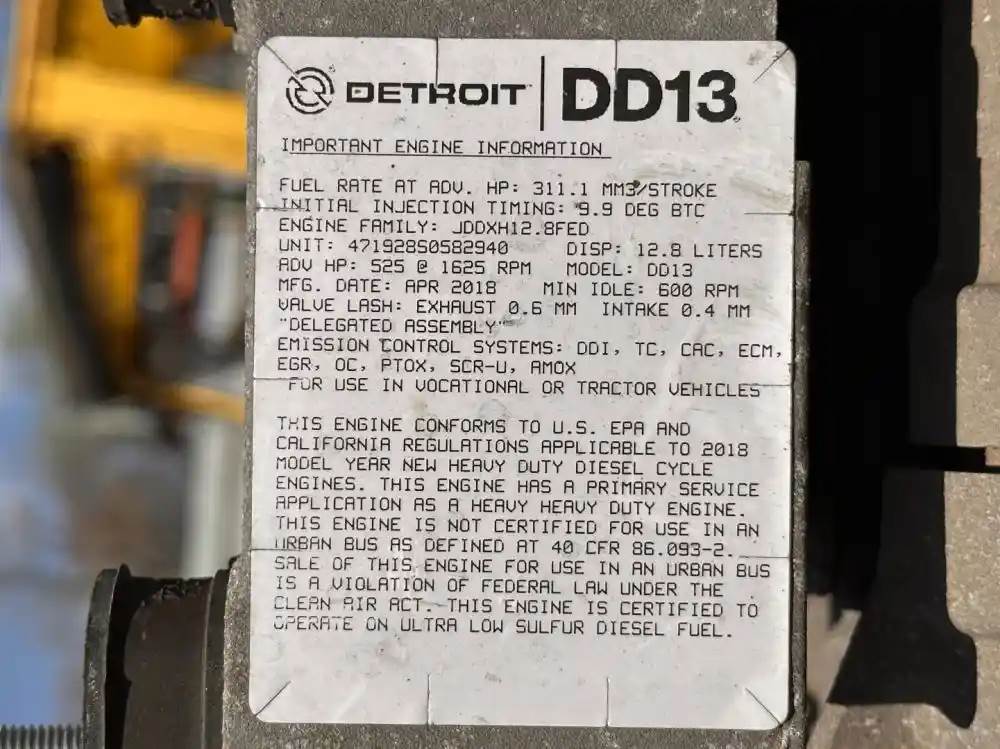 DETROIT DD13
IMPORTANT ENGINE INFORMATION
FUEL RATE AT ADV. HP: 311.1 MM3/STROKE
INITIAL INJECTION TIMING: 9.9 DEG BTC
ENGINE FAMILY: JDDXH12.8FED
UNIT: 471928S0582940 DISP: 12.8 LITERS
ADV HP: 525 @ 1625 RPM MODEL: DD13
MFG. DATE: APR 2018 MIN IDLE: 600 RPM
VALVE LASH: EXHAUST 0.6 MM INTAKE 0.4 MM
"DELEGATED ASSEMBLY"
EMISSION CONTROL SYSTEMS: DDI, TC, CAC, ECM,
EGR, OC, PTOX, SCR-U, AMOX
FOR USE IN VOCATIONAL OR TRACTOR VEHICLES
THIS ENGINE CONFORMS TO U.S. EPA AND
CALIFORNIA REGULATIONS APPLICABLE TO 2018
MODEL YEAR NEW HEAVY DUTY DIESEL CYCLE
ENGINES. THIS ENGINE HAS A PRIMARY SERVICE
APPLICATION AS A HEAVY HEAVY DUTY ENGINE.
THIS ENGINE IS NOT CERTIFIED FOR USE IN AN
URBAN BUS AS DEFINED AT 40 CFR 86.093-2.
SALE OF THIS ENGINE FOR USE IN AN URBAN BUS
IS A VIOLATION OF FEDERAL LAW UNDER THE
CLEAN AIR ACT. THIS ENGINE IS CERTIFIED TO
OPERATE ON ULTRA LOW SULFUR DIESEL FUEL.